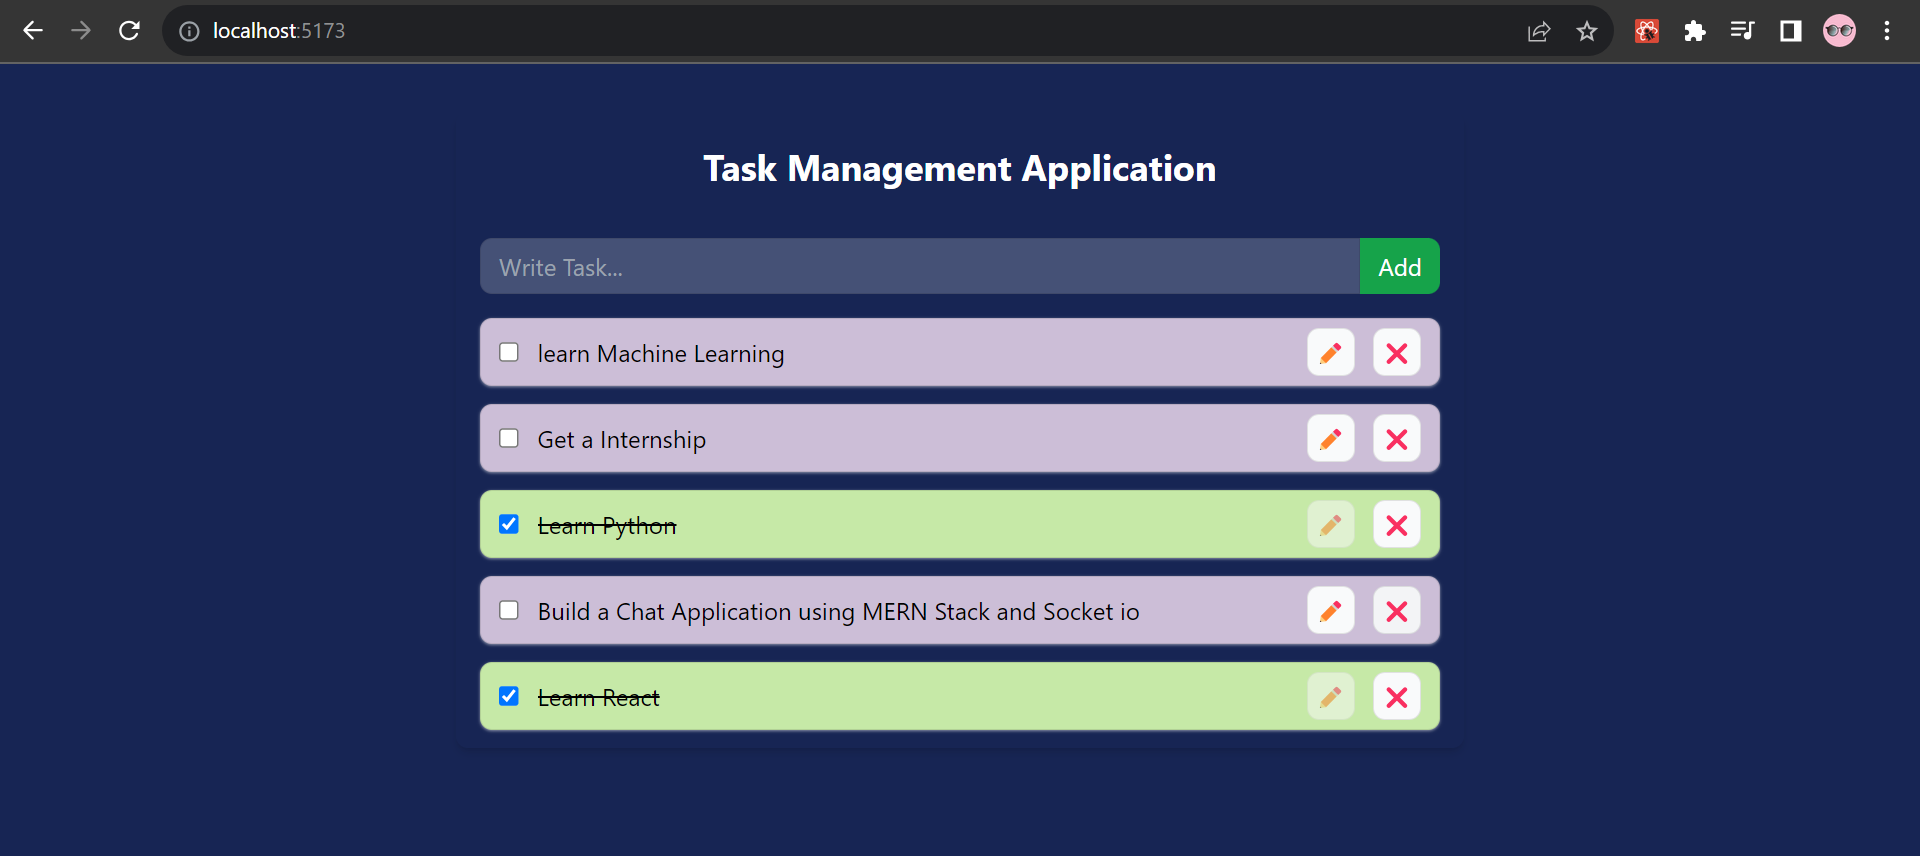 localhost:5173
Task Management Application
Write Task...
Add
learn Machine Learning
Get a Internship
Learn Python
Build a Chat Application using MERN Stack and Socket io
Learn React